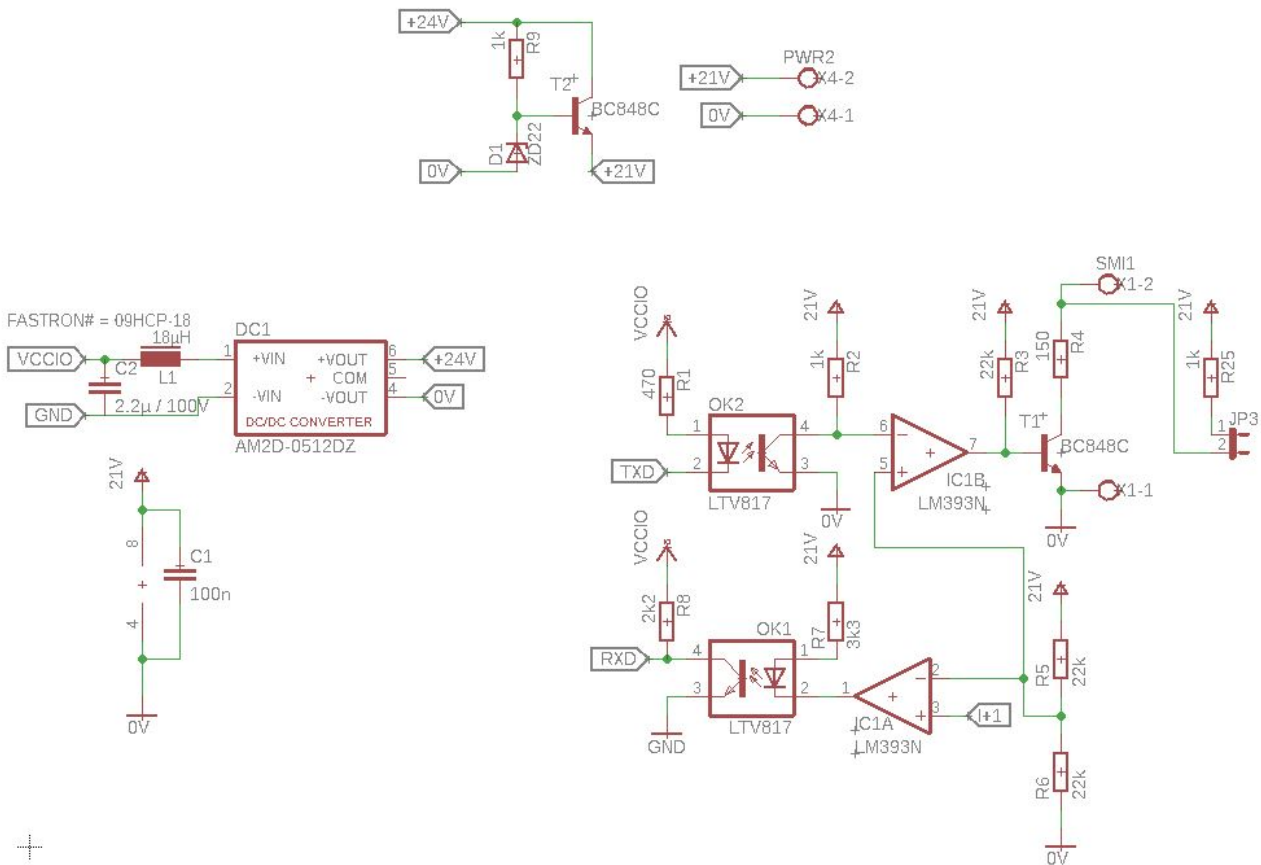 +24V
1k
R9
T2
BC848C
D1
ZD22
0V
+21V
PWR2
+21V
X4-2
0V
X4-1
FASTRON# = 09HCP-18
18µH
L1
VCCIO
C2
2.2µ / 100V
GND
DC1
1
+VIN
+VOUT
6
+24V
COM
5
2
-VIN
-VOUT
4
0V
DC/DC CONVERTER
AM2D-0512DZ
21V
8
4
C1
100n
0V
VCCIO
470
R1
OK2
1
2
4
3
TXD
LTV817
21V
1k
R2
0V
6
5
7
IC1B
LM393N
21V
22k
R3
T1
BC848C
SMI1
X1-2
150
R4
X1-1
0V
21V
1k
R25
JP3
1
2
VCCIO
2k2
R8
RXD
OK1
4
3
1
2
LTV817
GND
21V
R7
3k3
1
2
3
IC1A
LM393N
I+1
21V
R5
22k
R6
22k
0V